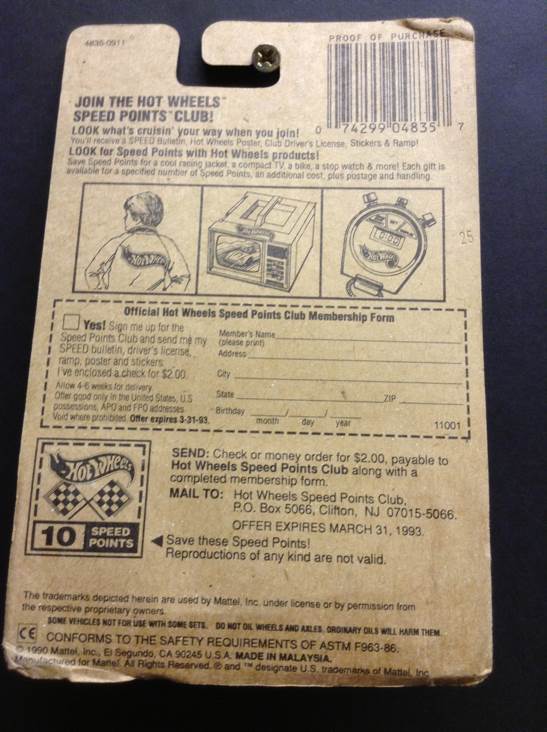 4835-0911
PROOF OF PURCHASE
0 74299 04835 7
JOIN THE HOT WHEELS™
SPEED POINTS™ CLUB!
LOOK what's cruisin' your way when you join!
You'll receive a SPEED Bulletin, Hot Wheels Poster, Club Driver's License, Stickers & Ramp!
LOOK for Speed Points with Hot Wheels products!
Save Speed Points for a cool racing jacket, a compact TV, a bike, a stop watch & more! Each gift is
available for a specified number of Speed Points, an additional cost, plus postage and handling.
HOT WHEELS
25
Official Hot Wheels Speed Points Club Membership Form
Yes! Sign me up for the
Speed Points Club and send me my
SPEED bulletin, driver's license,
ramp, poster and stickers.
I've enclosed a check for $2.00.
Allow 4-6 weeks for delivery.
Offer good only in the United States, U.S.
possessions, APO and FPO addresses.
Void where prohibited. Offer expires 3-31-93.
Member's Name
(please print)
Address
City
State ZIP
Birthday / /
month day year
11001
HOT WHEELS
10 SPEED POINTS
SEND: Check or money order for $2.00, payable to
Hot Wheels Speed Points Club along with a
completed membership form.
MAIL TO: Hot Wheels Speed Points Club,
P.O. Box 5066, Clifton, NJ 07015-5066.
OFFER EXPIRES MARCH 31, 1993.
Save these Speed Points!
Reproductions of any kind are not valid.
The trademarks depicted herein are used by Mattel, Inc. under license or by permission from
the respective proprietary owners.
SOME VEHICLES NOT FOR USE WITH SOME SETS. DO NOT OIL WHEELS AND AXLES. ORDINARY OILS WILL HARM THEM.
CE CONFORMS TO THE SAFETY REQUIREMENTS OF ASTM F963-86.
© 1990 Mattel, Inc., El Segundo, CA 90245 U.S.A. MADE IN MALAYSIA.
Manufactured for Mattel. All Rights Reserved. ® and ™ designate U.S. trademarks of Mattel, Inc.